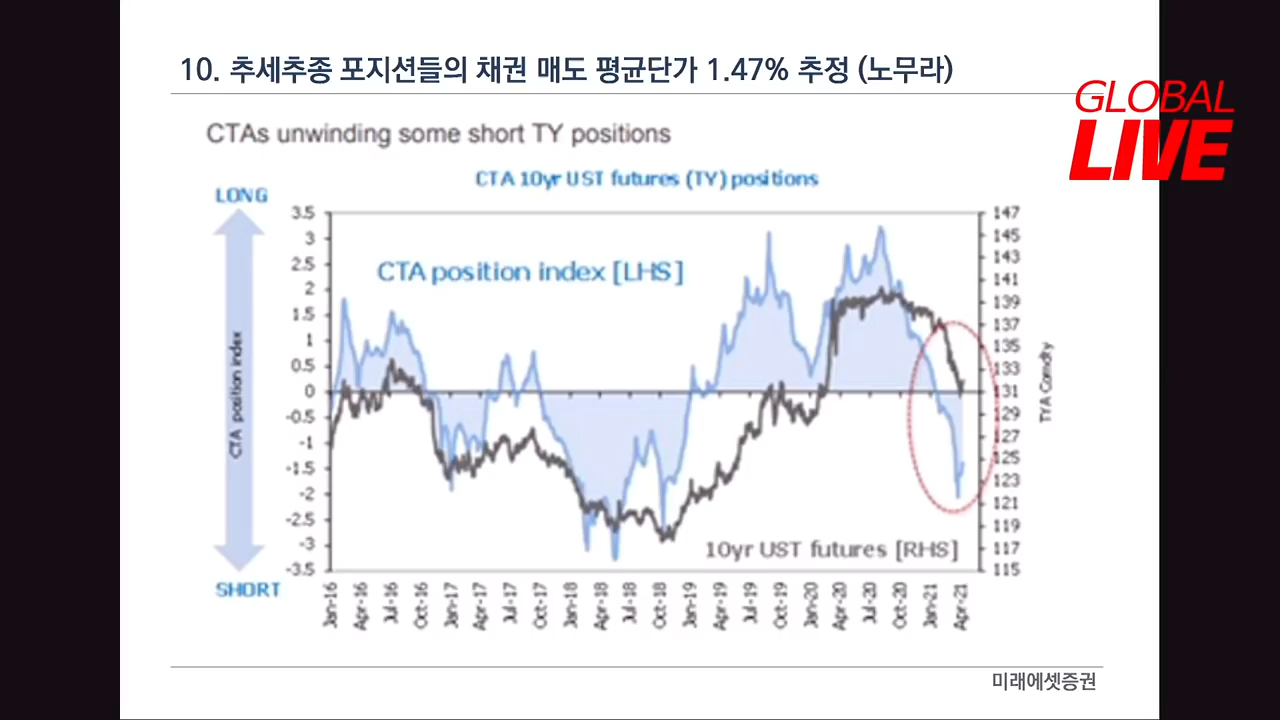 10. 추세추종 포지션들의 채권 매도 평균단가 1.47% 추정 (노무라)
GLOBAL
LIVE
CTAs unwinding some short TY positions
CTA 10yr UST futures (TY) positions
LONG
SHORT
CTA position index
CTA position index [LHS]
10yr UST futures [RHS]
3.5
3
2.5
2
1.5
1
0.5
0
-0.5
-1
-1.5
-2
-2.5
-3
-3.5
147
145
143
141
139
137
135
133
131
129
127
125
123
121
119
117
115
TYA Comdty
Jan-16
Apr-16
Jul-16
Oct-16
Jan-17
Apr-17
Jul-17
Oct-17
Jan-18
Apr-18
Jul-18
Oct-18
Jan-19
Apr-19
Jul-19
Oct-19
Jan-20
Apr-20
Jul-20
Oct-20
Jan-21
Apr-21
미래에셋증권